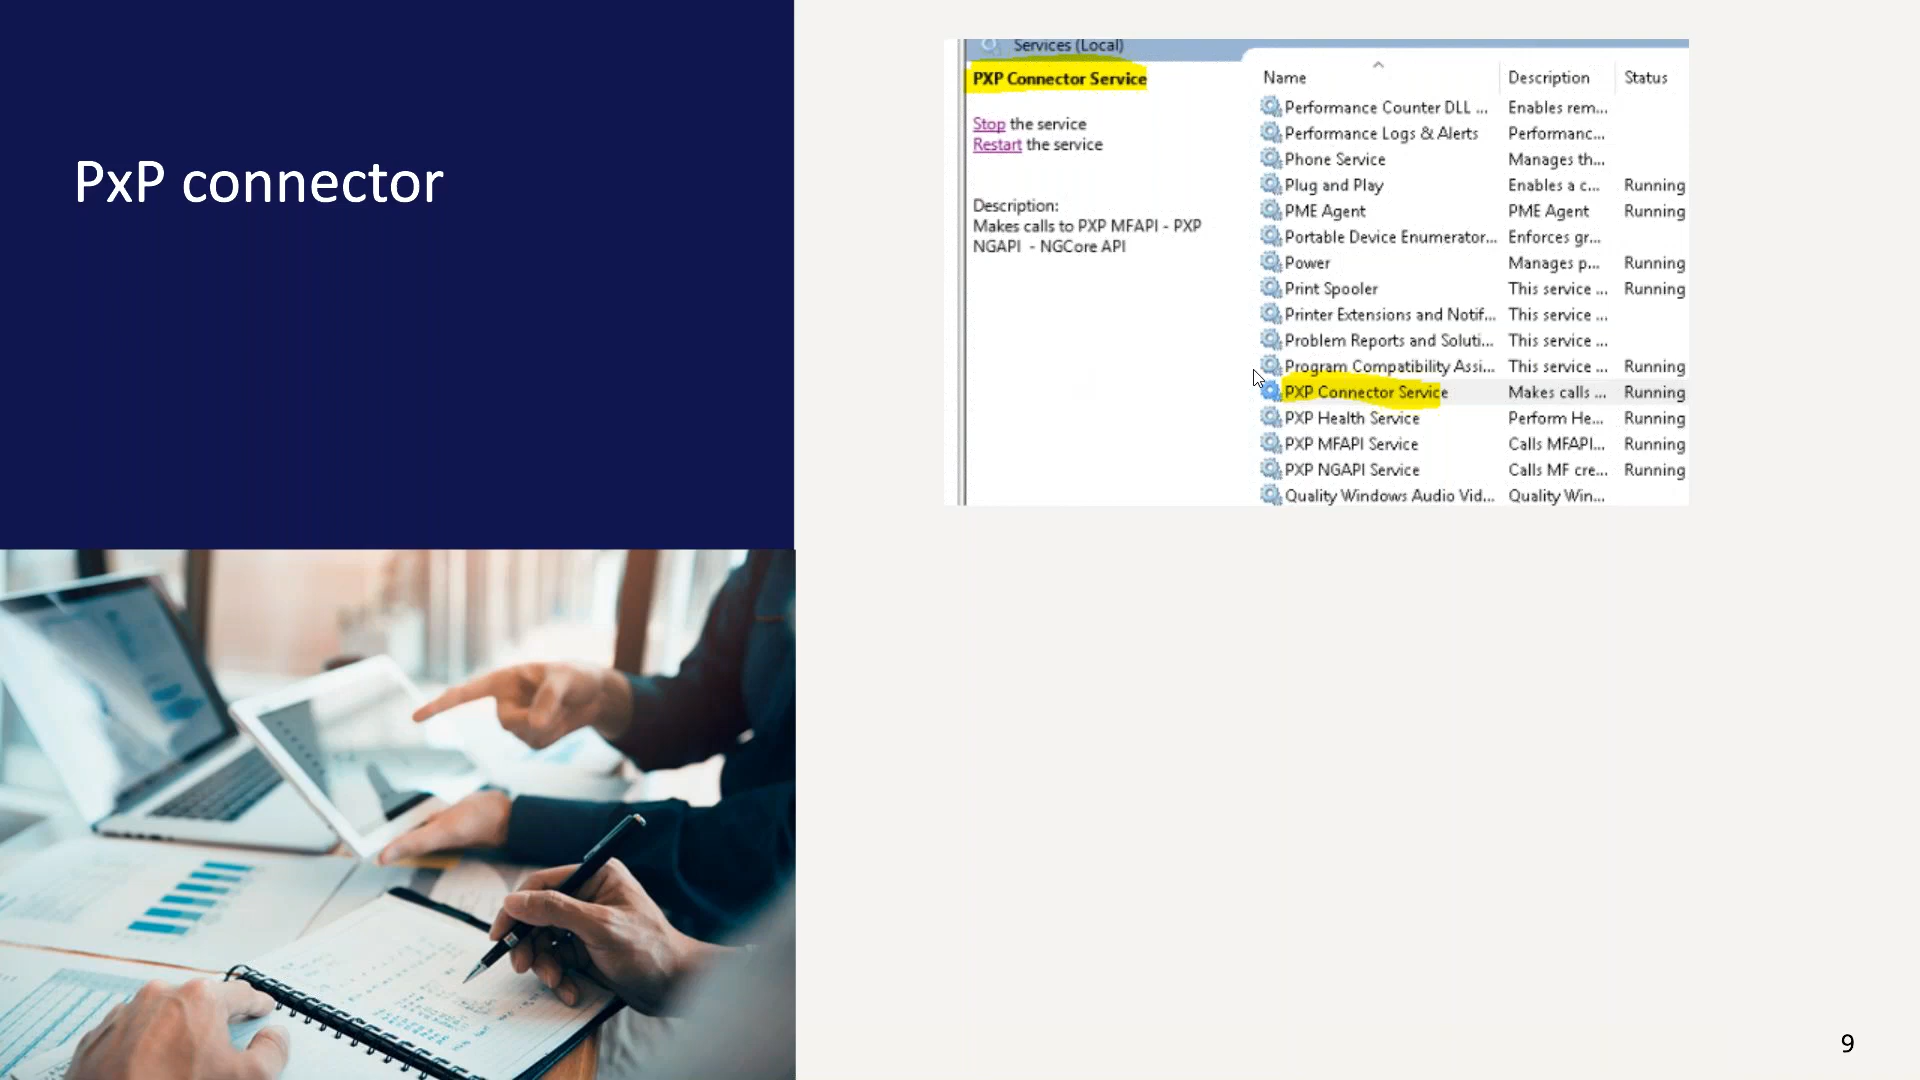 PxP connector
Services (Local)
PXP Connector Service
Stop the service
Restart the service
Description:
Makes calls to PXP MFAPI - PXP
NGAPI - NGCore API
Name Description Status
Performance Counter DLL ... Enables rem...
Performance Logs & Alerts Performanc...
Phone Service Manages th...
Plug and Play Enables a c... Running
PME Agent PME Agent Running
Portable Device Enumerator... Enforces gr...
Power Manages p... Running
Print Spooler This service ... Running
Printer Extensions and Notif... This service ...
Problem Reports and Soluti... This service ...
Program Compatibility Assi... This service ... Running
PXP Connector Service Makes calls ... Running
PXP Health Service Perform He... Running
PXP MFAPI Service Calls MFAPI... Running
PXP NGAPI Service Calls MF cre... Running
Quality Windows Audio Vid... Quality Win...
9